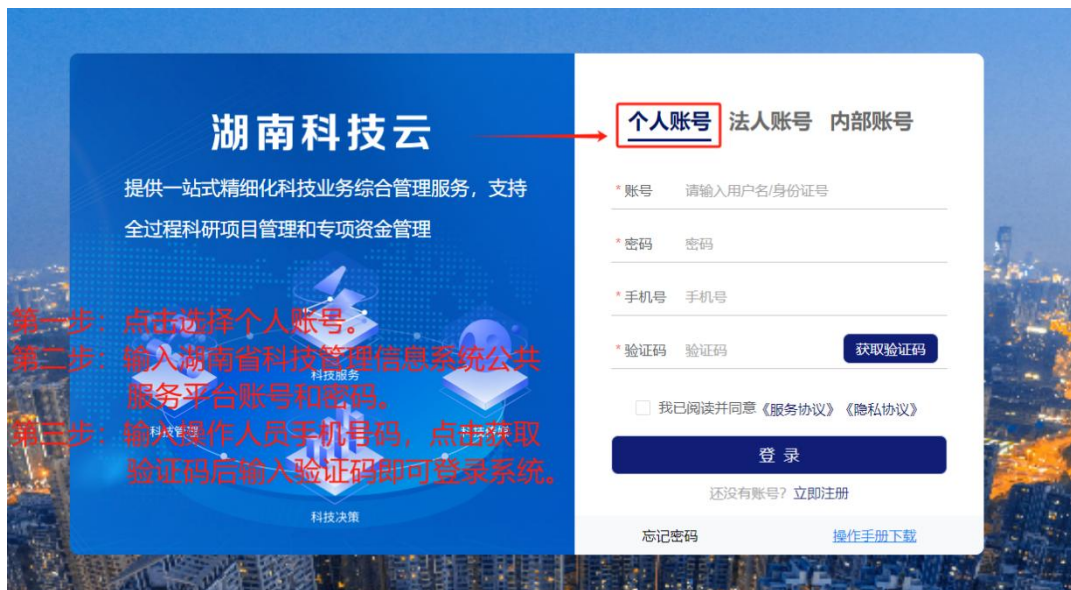 湖南科技云
提供一站式精细化科技业务综合管理服务，支持
全过程科研项目管理和专项资金管理
第一步：点击选择个人账号。
第二步：输入湖南省科技管理信息系统公共
服务平台账号和密码。
第三步：输入操作人员手机号码，点击获取
验证码后输入验证码即可登录系统。
科技服务
科技管理
科技决策
个人账号 法人账号 内部账号
*账号 请输入用户名/身份证号
*密码 密码
*手机号 手机号
*验证码 验证码 获取验证码
我已阅读并同意《服务协议》《隐私协议》
登 录
还没有账号？立即注册
忘记密码 操作手册下载